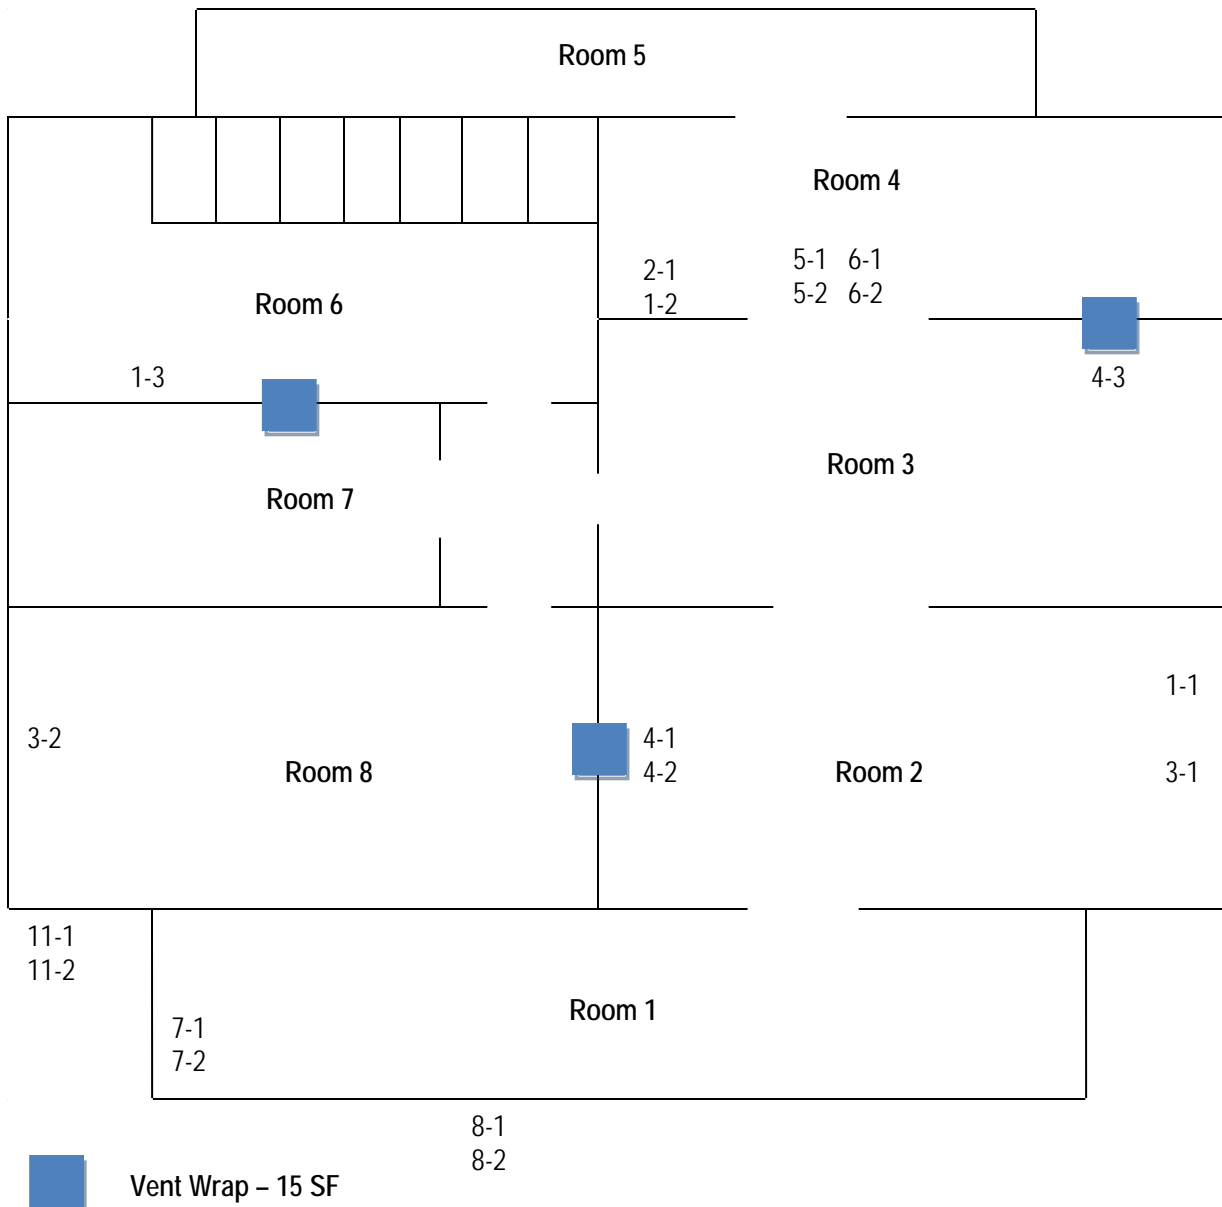 Room 5
Room 4
5-1 6-1
2-1
5-2 6-2
1-2
Room 6
1-3
4-3
Room 3
Room 7
1-1
3-2
4-1
4-2
Room 8
Room 2
3-1
11-1
11-2
Room 1
7-1
7-2
8-1
8-2
Vent Wrap – 15 SF